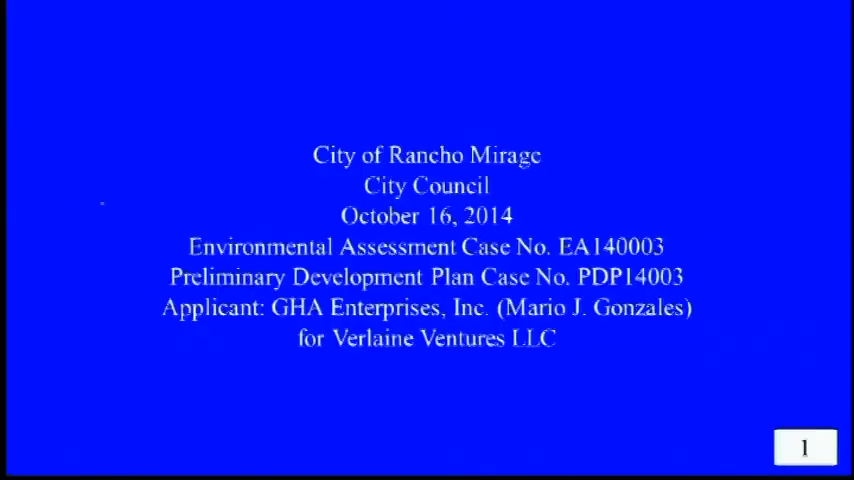 City of Rancho Mirage
City Council
October 16, 2014
Environmental Assessment Case No. EA140003
Preliminary Development Plan Case No. PDP14003
Applicant: GHA Enterprises, Inc. (Mario J. Gonzales)
for Verlaine Ventures LLC
1